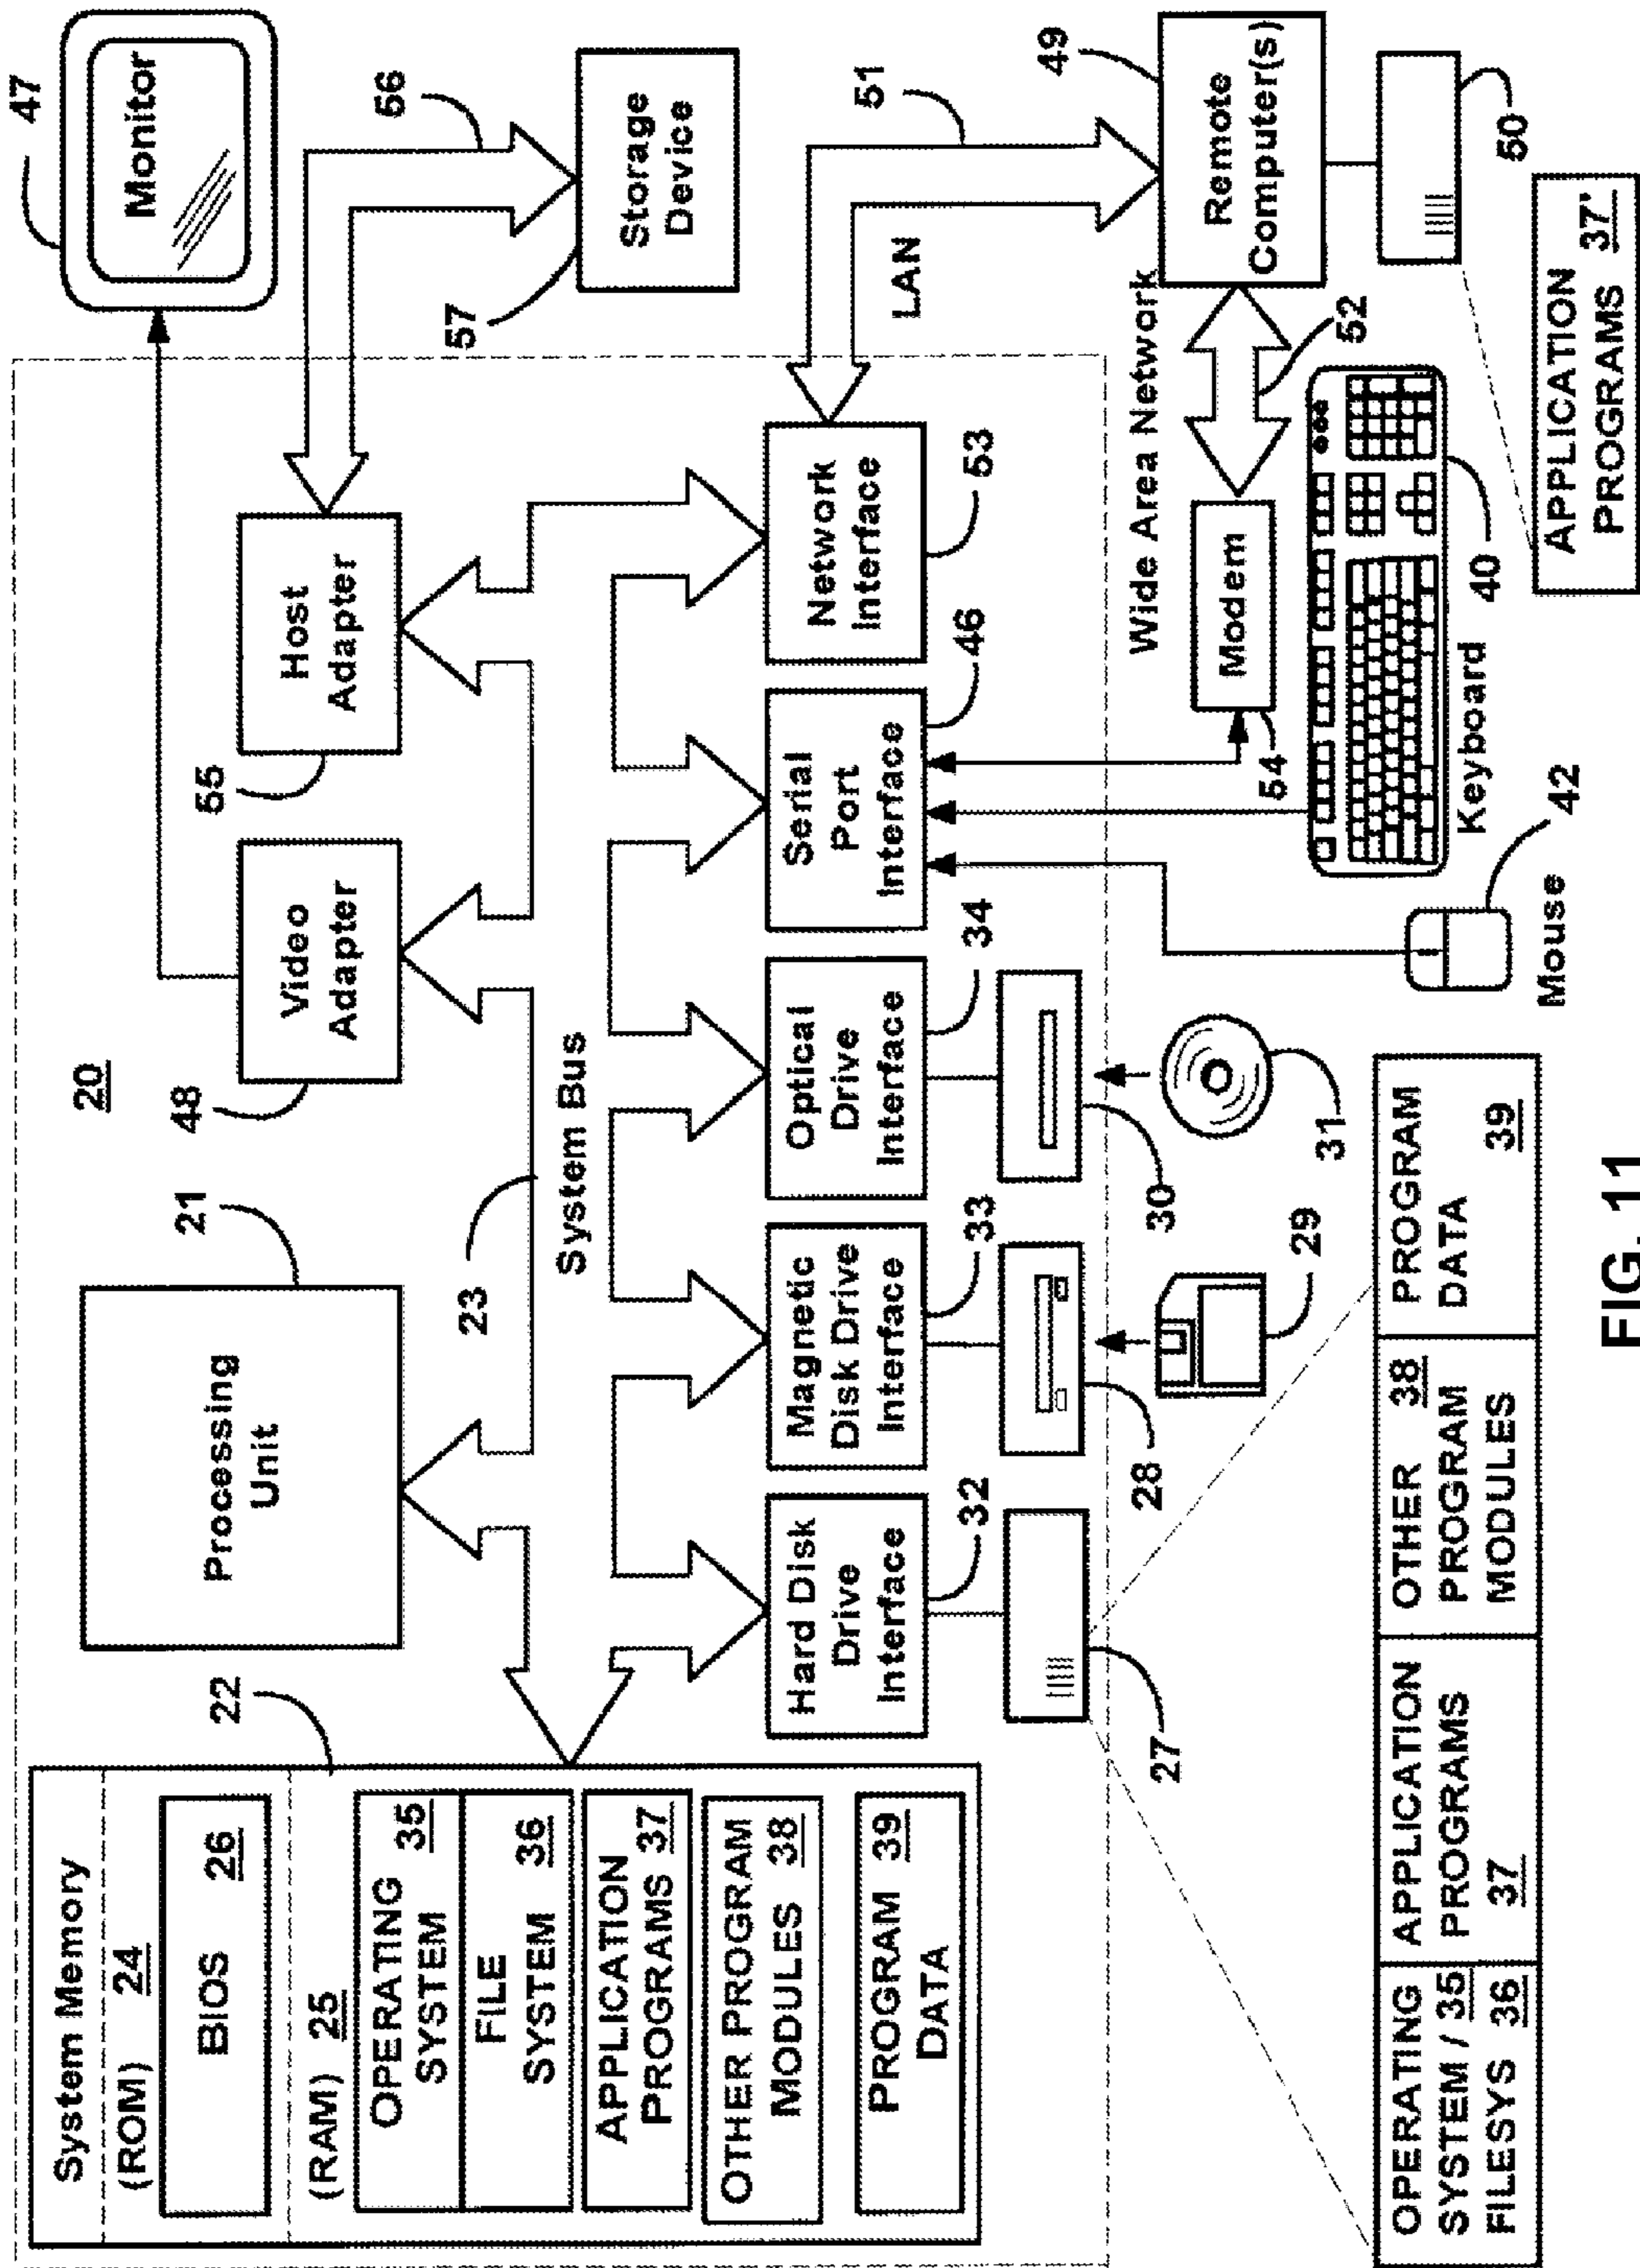 System Memory
(ROM) 24
BIOS 26
(RAM) 25
OPERATING
SYSTEM 35
FILE
SYSTEM 36
APPLICATION
PROGRAMS 37
OTHER PROGRAM
MODULES 38
PROGRAM 39
DATA
22
Processing
Unit
21
20
48
Video
Adapter
55
Host
Adapter
47
Monitor
56
57
Storage
Device
23
System Bus
Hard Disk
Drive
Interface
32
Magnetic
Disk Drive
Interface
33
Optical
Drive
Interface
34
Serial
Port
Interface
46
Network
Interface
53
LAN
51
49
Remote
Computer(s)
Wide Area Network
52
Modem
54
27
28
29
30
31
Mouse
42
Keyboard
40
50
APPLICATION
PROGRAMS 37'
OPERATING
SYSTEM / 35
FILESYS 36
APPLICATION
PROGRAMS
37
OTHER 38
PROGRAM
MODULES
PROGRAM
DATA
39
FIG. 11